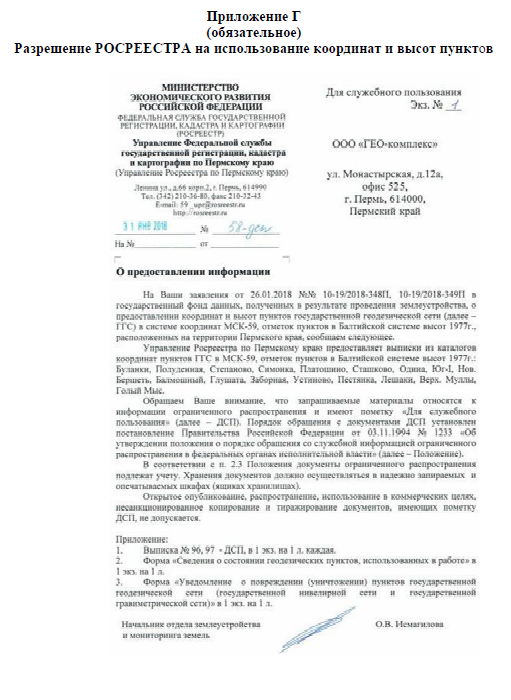 Приложение Г
(обязательное)
Разрешение РОСРЕЕСТРА на использование координат и высот пунктов
МИНИСТЕРСТВО
ЭКОНОМИЧЕСКОГО РАЗВИТИЯ
РОССИЙСКОЙ ФЕДЕРАЦИИ
ФЕДЕРАЛЬНАЯ СЛУЖБА ГОСУДАРСТВЕННОЙ
РЕГИСТРАЦИИ, КАДАСТРА И КАРТОГРАФИИ
(РОСРЕЕСТР)
Управление Федеральной службы
государственной регистрации, кадастра
и картографии по Пермскому краю
(Управление Росреестра по Пермскому краю)
Ленина ул., д.66 корп.2, г. Пермь, 614990
Тел. (342) 210-36-80, факс 210-32-43
E-mail: 59_upr@rosreestr.ru
http://rosreestr.ru
31 ЯНВ 2018 № 58-дсп
На № от
Для служебного пользования
Экз. № 1
ООО «ГЕО-комплекс»
ул. Монастырская, д.12а,
офис 525,
г. Пермь, 614000,
Пермский край
О предоставлении информации
На Ваши заявления от 26.01.2018 №№ 10-19/2018-348П, 10-19/2018-349П в
государственный фонд данных, полученных в результате проведения землеустройства, о
предоставлении координат и высот пунктов государственной геодезической сети (далее –
ГГС) в системе координат МСК-59, отметок пунктов в Балтийской системе высот 1977г.,
расположенных на территории Пермского края, сообщаем следующее.
Управление Росреестра по Пермскому краю предоставляет выписки из каталогов
координат пунктов ГГС в МСК-59, отметок пунктов в Балтийской системе высот 1977г.:
Буланки, Полуденная, Степаново, Симонка, Платошино, Сташково, Одина, Юг-I, Нов.
Бершеть, Балмошный, Глушата, Заборная, Устиново, Пестянка, Лешаки, Верх. Муллы,
Голый Мыс.
Обращаем Ваше внимание, что запрашиваемые материалы относятся к
информации ограниченного распространения и имеют пометку «Для служебного
пользования» (далее – ДСП). Порядок обращения с документами ДСП установлен
постановление Правительства Российской Федерации от 03.11.1994 № 1233 «Об
утверждении положения о порядке обращения со служебной информацией ограниченного
распространения в федеральных органах исполнительной власти» (далее – Положение).
В соответствии с п. 2.3 Положения документы ограниченного распространения
подлежат учету. Хранения документов должно осуществляться в надежно запираемых и
опечатываемых шкафах (ящиках хранилищах).
Открытое опубликование, распространение, использование в коммерческих целях,
несанкционированное копирование и тиражирование документов, имеющих пометку
ДСП, не допускается.
Приложение:
1. Выписка № 96, 97 - ДСП, в 1 экз. на 1 л. каждая.
2. Форма «Сведения о состоянии геодезических пунктов, использованных в работе» в
1 экз. на 1 л.
3. Форма «Уведомление о повреждении (уничтожении) пунктов государственной
геодезической сети (государственной нивелирной сети и государственной
гравиметрической сети)» в 1 экз. на 1 л.
Начальник отдела землеустройства
и мониторинга земель
О.В. Исмагилова